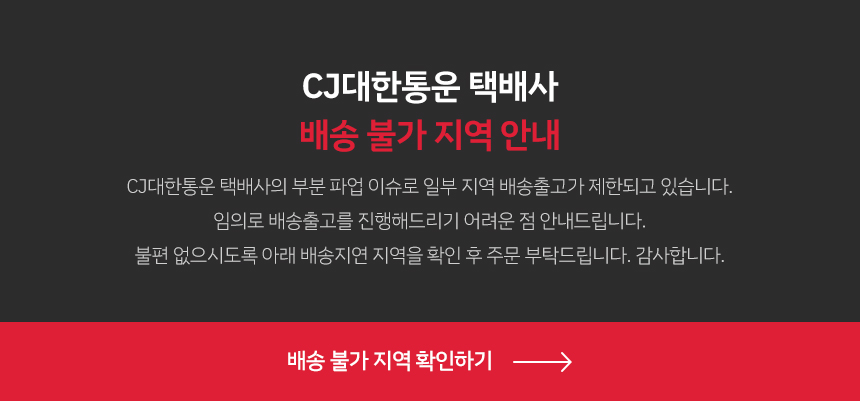 CJ대한통운 택배사
배송 불가 지역 안내
CJ대한통운 택배사의 부분 파업 이슈로 일부 지역 배송출고가 제한되고 있습니다.
임의로 배송출고를 진행해드리기 어려운 점 안내드립니다.
불편 없으시도록 아래 배송지연 지역을 확인 후 주문 부탁드립니다. 감사합니다.
배송 불가 지역 확인하기